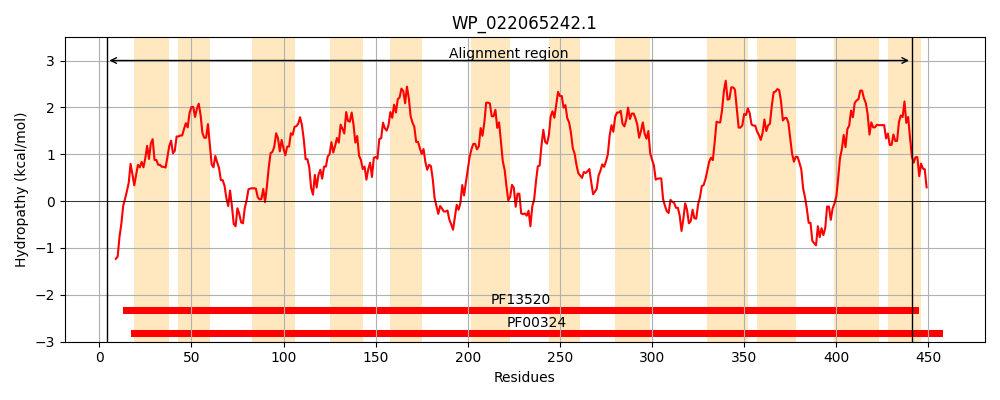 WP_022065242.1
Alignment region
3
2
1
0
−1
−2
−3
Hydropathy (kcal/mol)
PF13520
PF00324
0 50 100 150 200 250 300 350 400 450
Residues